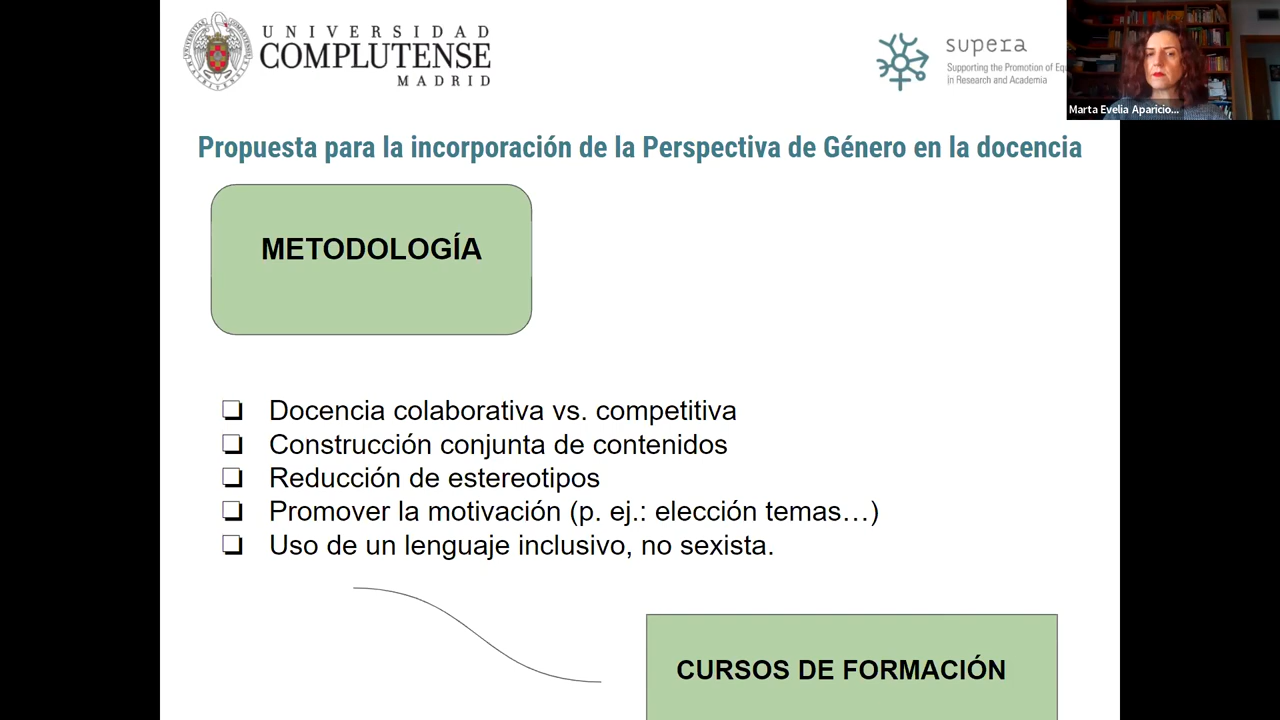 UNIVERSIDAD
COMPLUTENSE
MADRID
supera
Supporting the Promotion of Eq
in Research and Academia
Marta Evelia Aparicio...
Propuesta para la incorporación de la Perspectiva de Género en la docencia
METODOLOGÍA
Docencia colaborativa vs. competitiva
Construcción conjunta de contenidos
Reducción de estereotipos
Promover la motivación (p. ej.: elección temas…)
Uso de un lenguaje inclusivo, no sexista.
CURSOS DE FORMACIÓN